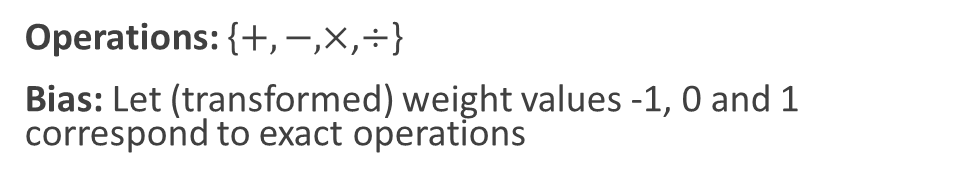 Operations: {+, −,×,÷}
Bias: Let (transformed) weight values -1, 0 and 1
correspond to exact operations